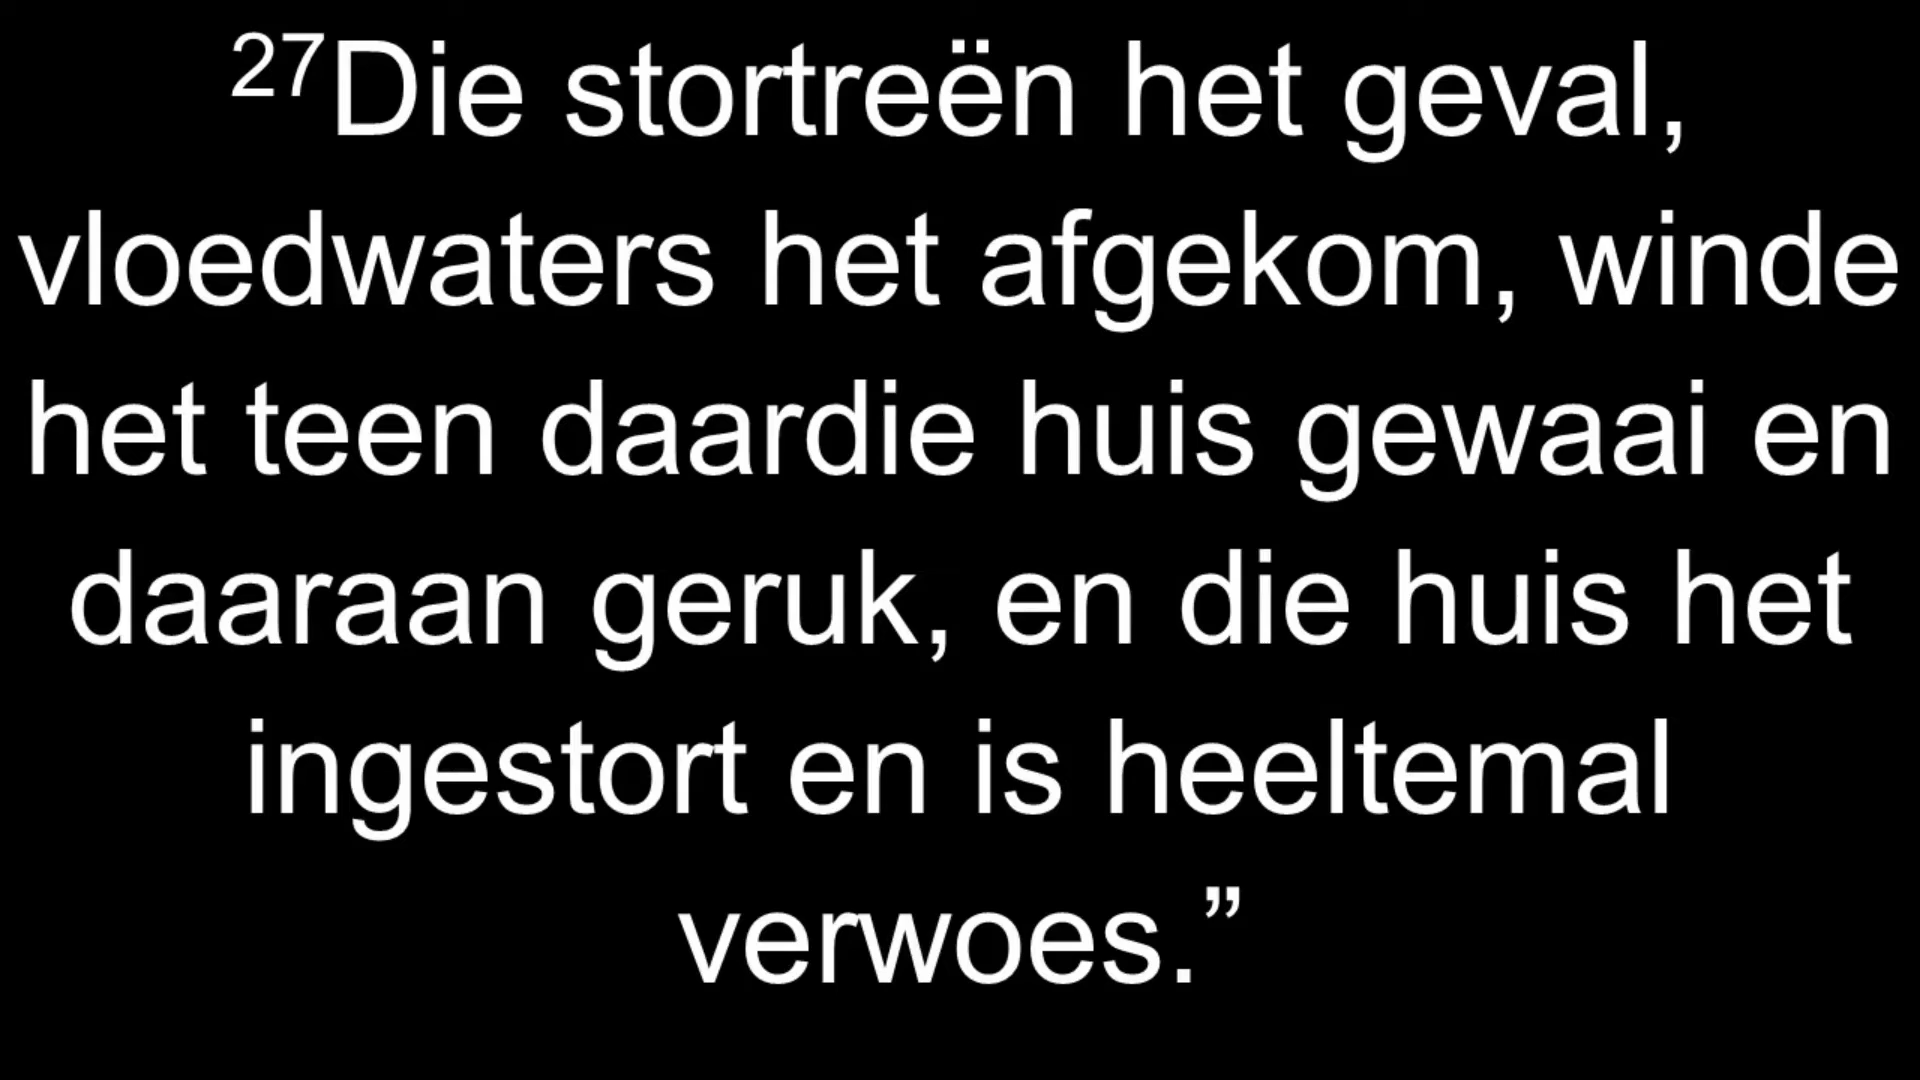 27Die stortreën het geval,
vloedwaters het afgekom, winde
het teen daardie huis gewaai en
daaraan geruk, en die huis het
ingestort en is heeltemal
verwoes.”